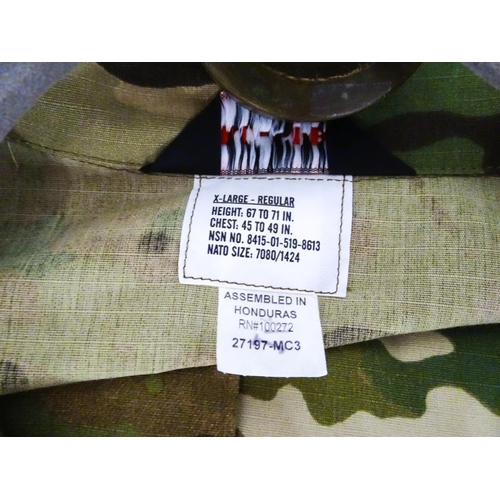 X-LARGE - REGULAR
HEIGHT: 67 TO 71 IN.
CHEST: 45 TO 49 IN.
NSN NO. 8415-01-519-8613
NATO SIZE: 7080/1424
ASSEMBLED IN
HONDURAS
RN#100272
27197-MC3